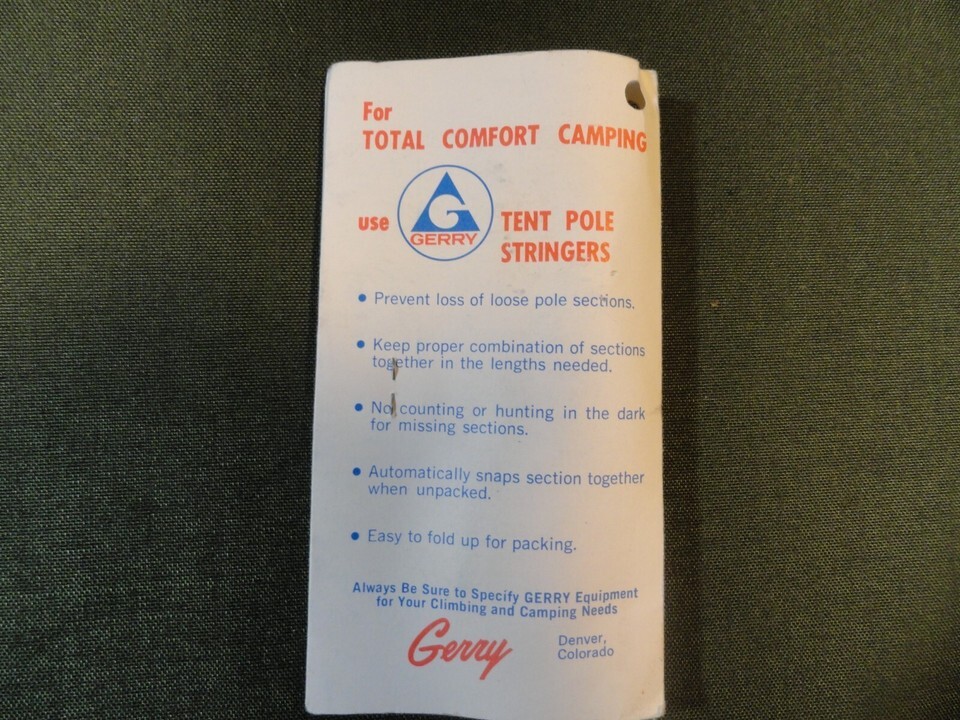 For
TOTAL COMFORT CAMPING
use
G
GERRY
TENT POLE
STRINGERS
• Prevent loss of loose pole sections.
• Keep proper combination of sections
together in the lengths needed.
• No counting or hunting in the dark
for missing sections.
• Automatically snaps section together
when unpacked.
• Easy to fold up for packing.
Always Be Sure to Specify GERRY Equipment
for Your Climbing and Camping Needs
Gerry
Denver,
Colorado